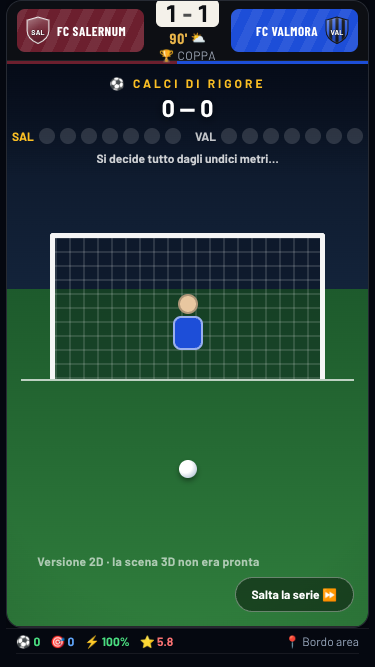 1 - 1
SAL FC SALERNUM
FC VALMORA VAL
90'
COPPA
CALCI DI RIGORE
0 — 0
SAL VAL
Si decide tutto dagli undici metri...
Versione 2D · la scena 3D non era pronta
Salta la serie
0 0 100% 5.8 Bordo area